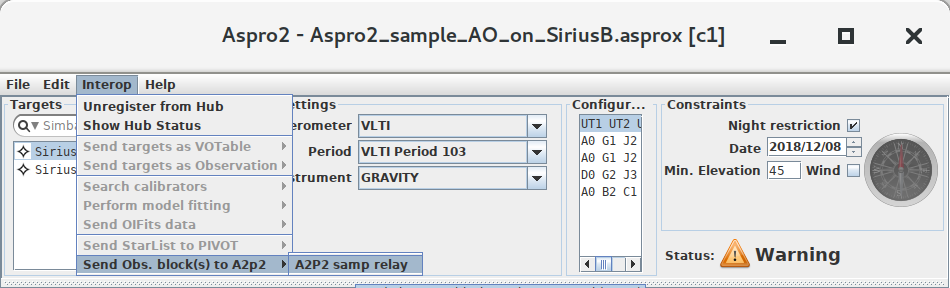 Aspro2 - Aspro2_sample_AO_on_SiriusB.asprox [c1]
File Edit Interop Help
Targets
Simba
Sirius
Sirius
Unregister from Hub
Show Hub Status
Send targets as VOTable
Send targets as Observation
Search calibrators
Perform model fitting
Send OIFits data
Send StarList to PIVOT
Send Obs. block(s) to A2p2
A2P2 samp relay
ettings
erometer VLTI
Period VLTI Period 103
strument GRAVITY
Configur...
UT1 UT2 U
A0 G1 J2
A0 G1 J2
D0 G2 J3
A0 B2 C1
Constraints
Night restriction
Date 2018/12/08
Min. Elevation 45 Wind
Status: Warning